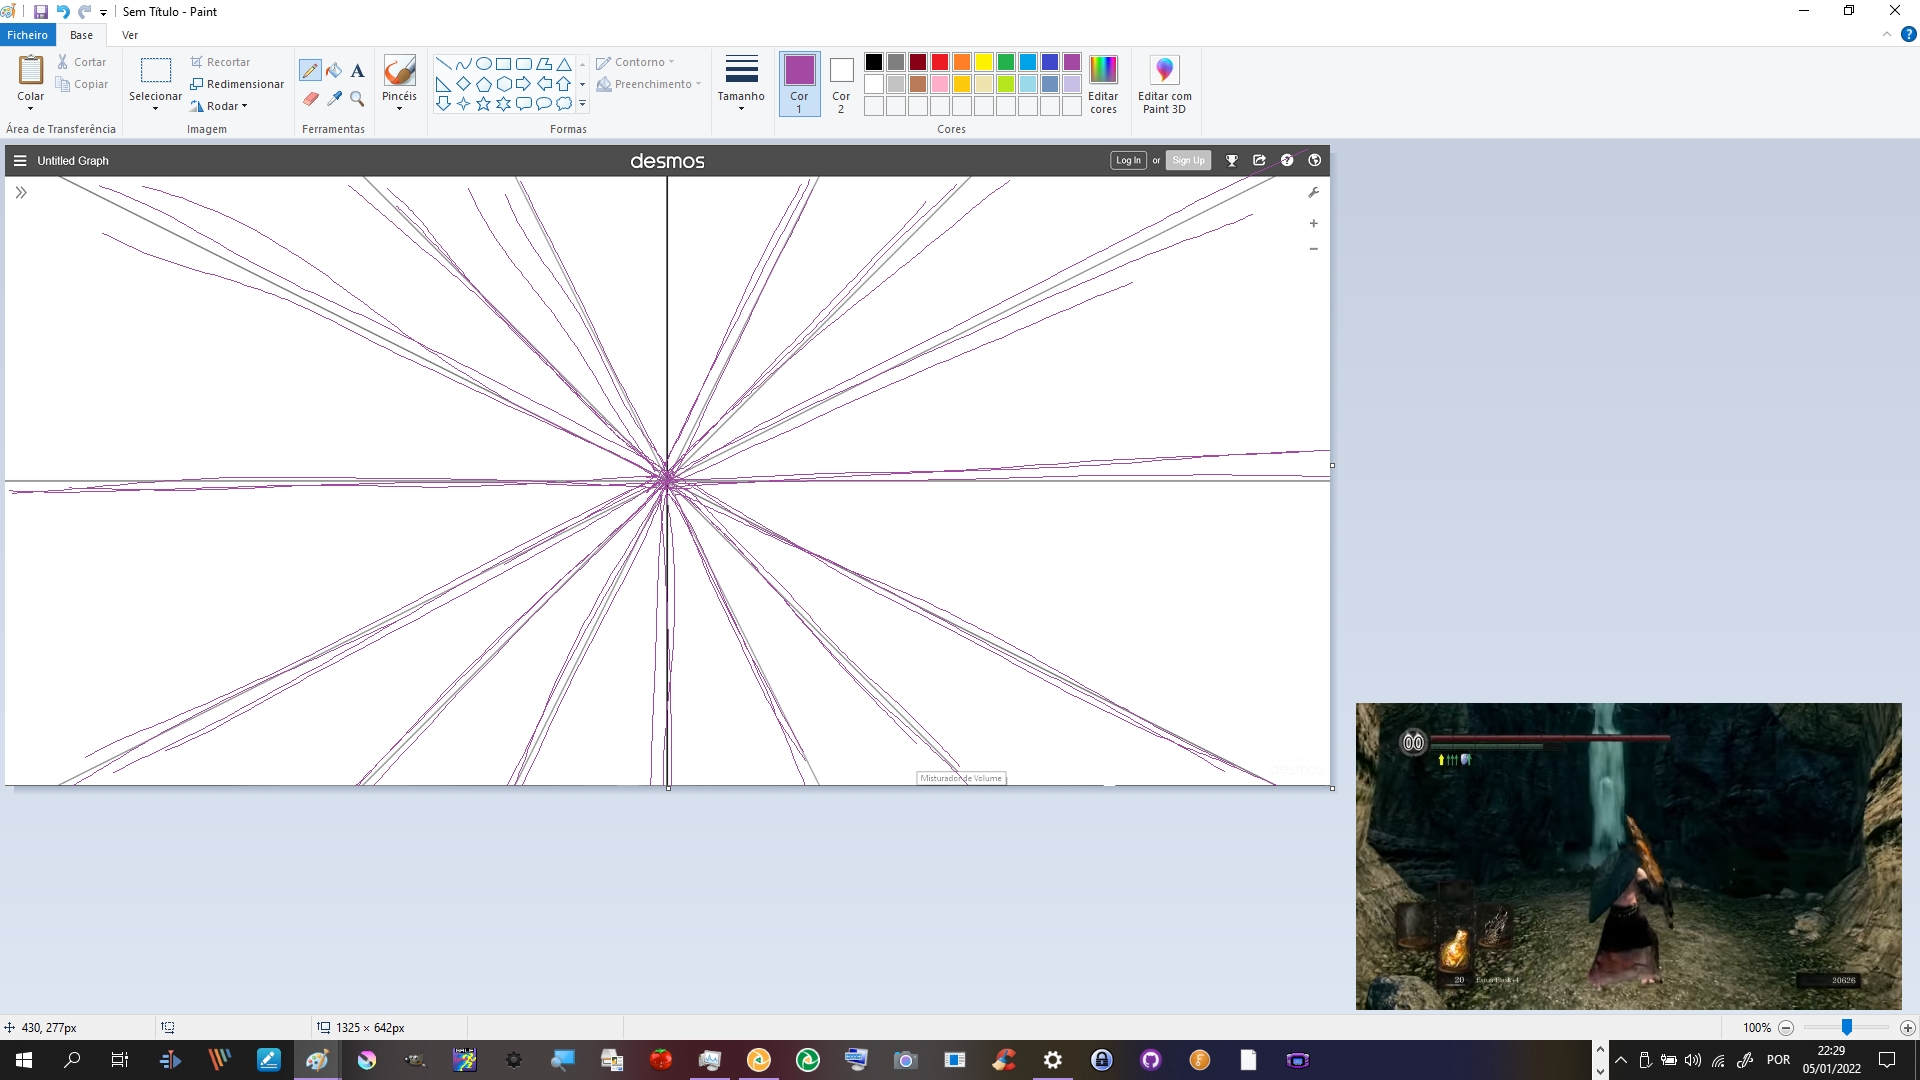 Sem Título - Paint
Ficheiro Base Ver
Colar
Cortar
Copiar
Área de Transferência
Selecionar
Recortar
Redimensionar
Rodar
Imagem
A
Ferramentas
Pincéis
Contorno
Preenchimento
Formas
Tamanho
Cor 1
Cor 2
Editar cores
Cores
Editar com Paint 3D
Untitled Graph
desmos
Log In or Sign Up
Misturador de Volume
20
Estus Flask+4
20626
430, 277px
1325 × 642px
100%
POR
22:29
05/01/2022